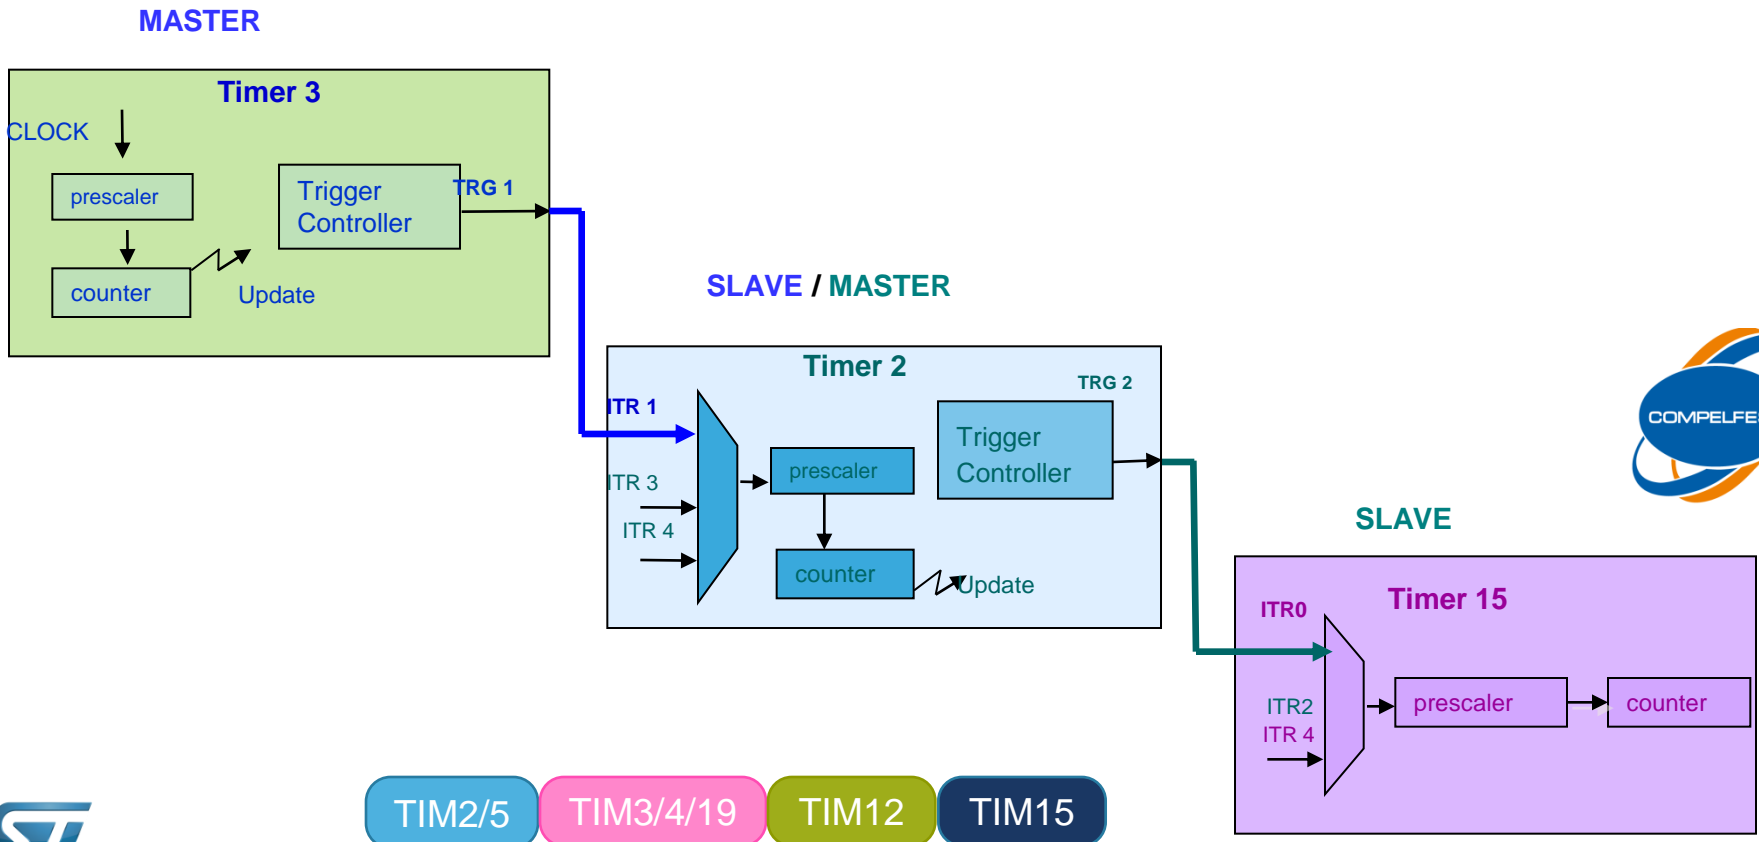 MASTER
Timer 3
CLOCK
prescaler
Trigger
Controller
TRG 1
counter
Update
SLAVE / MASTER
Timer 2
TRG 2
ITR 1
Trigger
Controller
prescaler
ITR 3
ITR 4
counter
Update
COMPELFE
SLAVE
Timer 15
ITR0
ITR2
ITR 4
prescaler
counter
TIM2/5
TIM3/4/19
TIM12
TIM15
ST